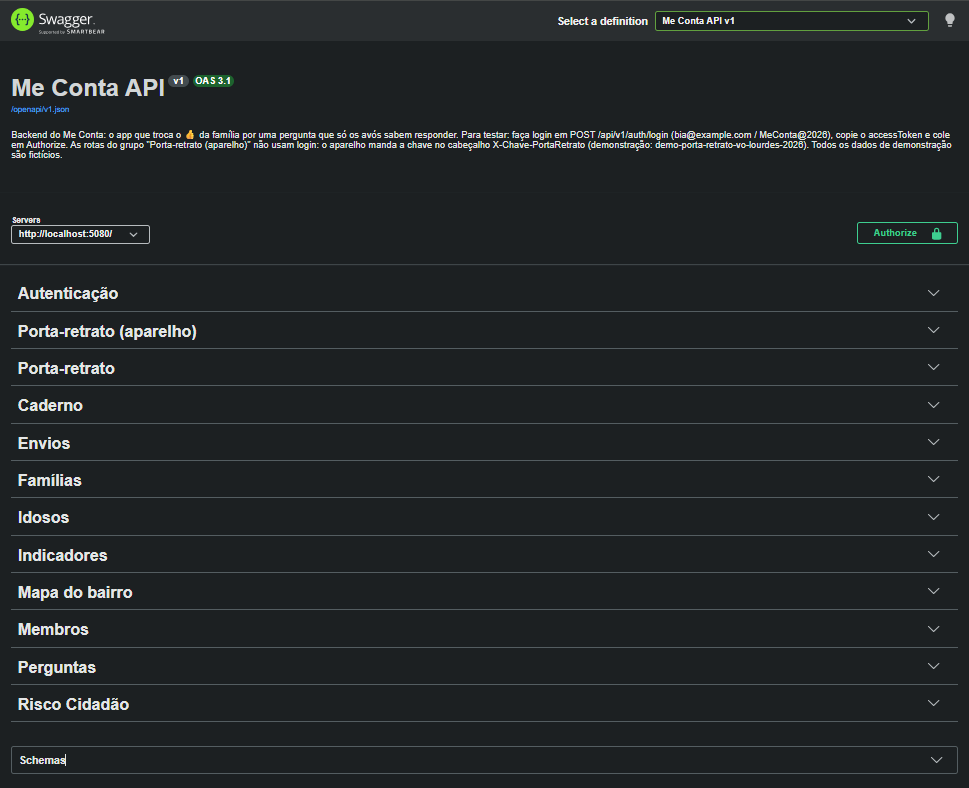 Swagger.
Supported by SMARTBEAR
Select a definition
Me Conta API v1
Me Conta API v1 OAS 3.1
/openapi/v1.json
Backend do Me Conta: o app que troca o 👍 da família por uma pergunta que só os avós sabem responder. Para testar: faça login em POST /api/v1/auth/login (bia@example.com / MeConta@2026), copie o accessToken e cole
em Authorize. As rotas do grupo "Porta-retrato (aparelho)" não usam login: o aparelho manda a chave no cabeçalho X-Chave-PortaRetrato (demonstração: demo-porta-retrato-vo-lourdes-2026). Todos os dados de demonstração
são fictícios.
Servers
http://localhost:5080/
Authorize
Autenticação
Porta-retrato (aparelho)
Porta-retrato
Caderno
Envios
Famílias
Idosos
Indicadores
Mapa do bairro
Membros
Perguntas
Risco Cidadão
Schemas